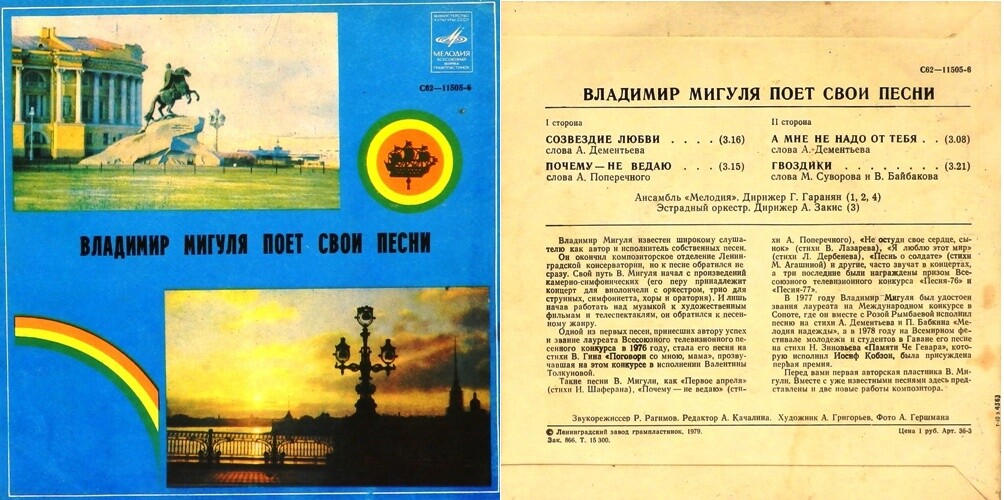 МИНИСТЕРСТВО
КУЛЬТУРЫ СССР
МЕЛОДИЯ
ВСЕСОЮЗНАЯ
ФИРМА
ГРАМПЛАСТИНОК
С62—11505-6
ВЛАДИМИР МИГУЛЯ ПОЕТ СВОИ ПЕСНИ
С62—11505-6
ВЛАДИМИР МИГУЛЯ ПОЕТ СВОИ ПЕСНИ
I сторона
СОЗВЕЗДИЕ ЛЮБВИ . . . . (3.16)
слова А. Дементьева
ПОЧЕМУ — НЕ ВЕДАЮ . . . . (3.15)
слова А. Поперечного
II сторона
А МНЕ НЕ НАДО ОТ ТЕБЯ . . (3.08)
слова А. Дементьева
ГВОЗДИКИ . . . . . . . . (3.21)
слова М. Суворова и В. Байбакова
Ансамбль «Мелодия». Дирижер Г. Гаранян (1, 2, 4)
Эстрадный оркестр. Дирижер А. Закис (3)
Владимир Мигуля известен широкому слуша-
телю как автор и исполнитель собственных песен.
Он окончил композиторское отделение Ленин-
градской консерватории, но к песне обратился не
сразу. Свой путь В. Мигуля начал с произведений
камерно-симфонических (его перу принадлежит
концерт для виолончели с оркестром, трио для
струнных, симфониетта, хоры и оратория). И лишь
начав работать над музыкой к художественным
фильмам и телеспектаклям, он обратился к песен-
ному жанру.
Одной из первых песен, принесших автору успех
и звание лауреата Всесоюзного телевизионного пе-
сенного конкурса в 1976 году, стала его песня на
стихи В. Гина «Поговори со мною, мама», прозву-
чавшая на этом конкурсе в исполнении Валентины
Толкуновой.
Такие песни В. Мигули, как «Первое апреля»
(стихи И. Шаферана), «Почему — не ведаю» (сти-
хи А. Поперечного), «Не остуди свое сердце, сы-
нок» (стихи В. Лазарева), «Я люблю этот мир»
(стихи Л. Дербенева), «Песнь о солдате» (стихи
М. Агашиной) и другие, часто звучат в концертах,
а три последние были награждены призом Все-
союзного телевизионного конкурса «Песня-76» и
«Песня-77».
В 1977 году Владимир Мигуля был удостоен
звания лауреата на Международном конкурсе в
Сопоте, где он вместе с Розой Рымбаевой исполнил
песню на стихи А. Дементьева и П. Бабкина «Ме-
лодия надежды», а в 1978 году на Всемирном фе-
стивале молодежи и студентов в Гаване его песне
на стихи Н. Зиновьева «Памяти Че Гевара», кото-
рую исполнил Иосиф Кобзон, была присуждена
первая премия.
Перед вами первая авторская пластинка В. Ми-
гули. Вместе с уже известными песнями здесь пред-
ставлены и две новые работы композитора.
Звукорежиссер Р. Рагимов. Редактор А. Качалина. Художник А. Григорьев. Фото А. Гершмана
© Ленинградский завод грампластинок, 1979.
Зак. 866. Т. 15 300.
Цена 1 руб. Арт. 36-3